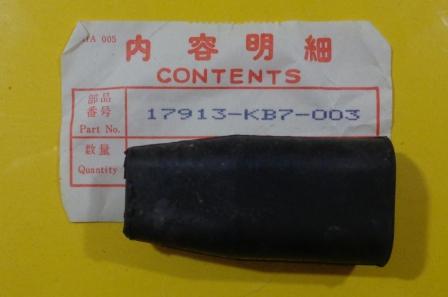 内容明細
CONTENTS
部品番号
Part No.
17913-KB7-003
数量
Quantity